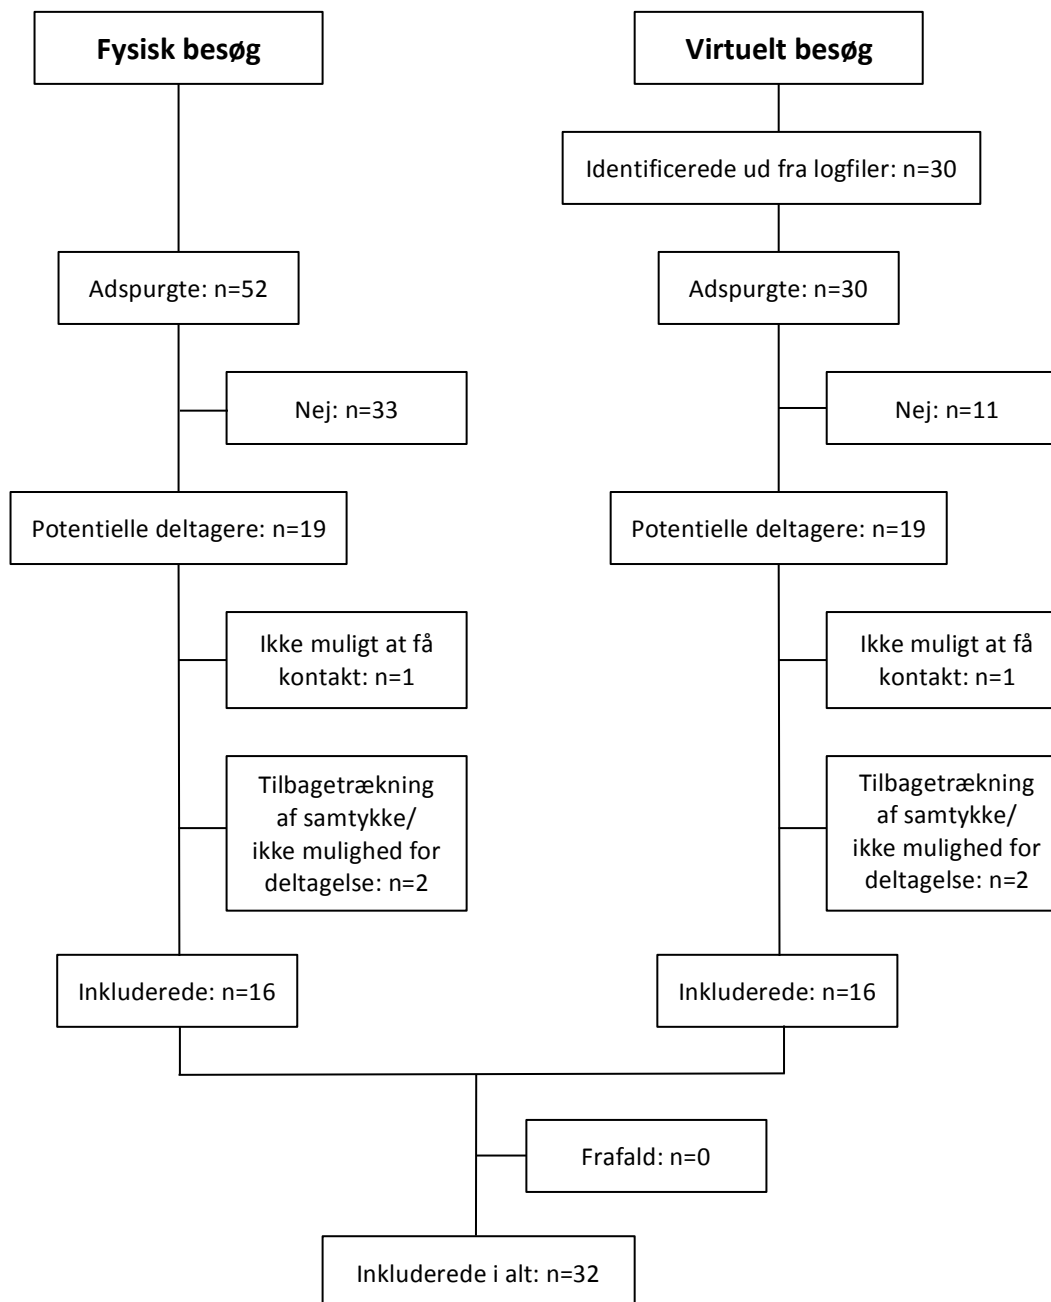 Fysisk besøg
Virtuelt besøg
Identificerede ud fra logfiler: n=30
Adspurgte: n=52
Adspurgte: n=30
Nej: n=33
Nej: n=11
Potentielle deltagere: n=19
Potentielle deltagere: n=19
Ikke muligt at få
kontakt: n=1
Ikke muligt at få
kontakt: n=1
Tilbagetrækning
af samtykke/
ikke mulighed for
deltagelse: n=2
Tilbagetrækning
af samtykke/
ikke mulighed for
deltagelse: n=2
Inkluderede: n=16
Inkluderede: n=16
Frafald: n=0
Inkluderede i alt: n=32